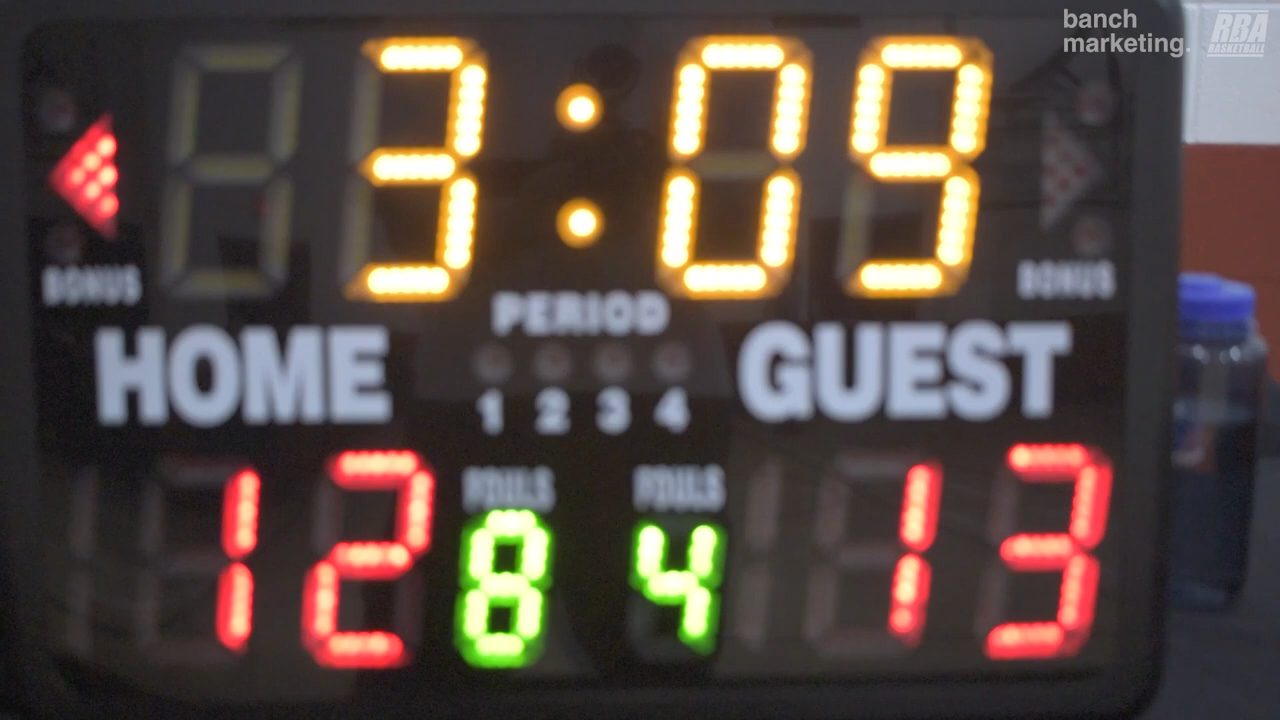 banch
marketing.
RBA
BASKETBALL
3:09
BONUS
BONUS
PERIOD
HOME
GUEST
1 2 3 4
FOULS
FOULS
12
8
4
13